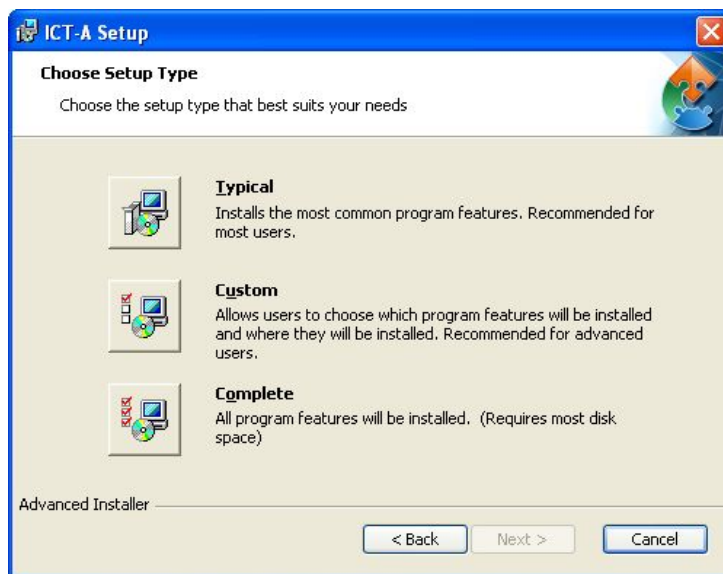 ICT-A Setup
Choose Setup Type
Choose the setup type that best suits your needs
Typical
Installs the most common program features. Recommended for
most users.
Custom
Allows users to choose which program features will be installed
and where they will be installed. Recommended for advanced
users.
Complete
All program features will be installed. (Requires most disk
space)
Advanced Installer
< Back Next > Cancel